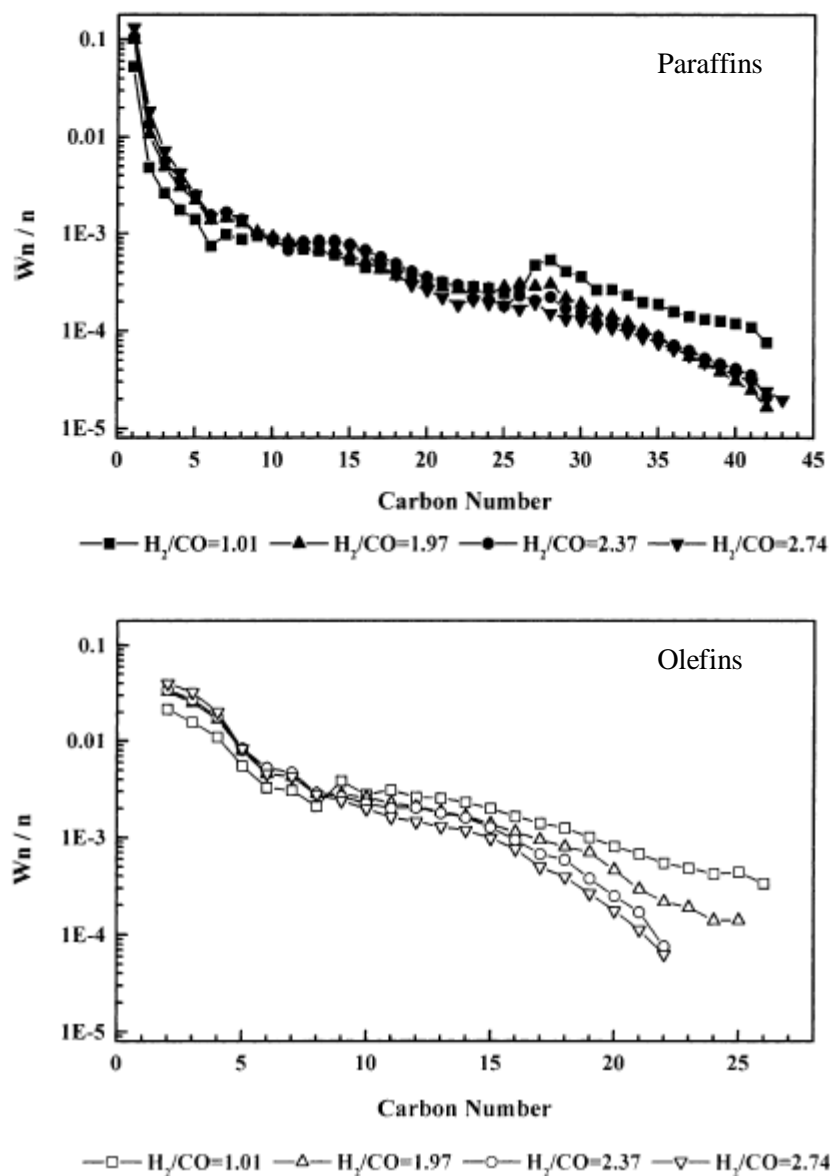 Paraffins
0.1
0.01
1E-3
1E-4
1E-5
Wn / n
0 5 10 15 20 25 30 35 40 45
Carbon Number
H₂/CO=1.01 H₂/CO=1.97 H₂/CO=2.37 H₂/CO=2.74
Olefins
0.1
0.01
1E-3
1E-4
1E-5
Wn / n
0 5 10 15 20 25
Carbon Number
H₂/CO=1.01 H₂/CO=1.97 H₂/CO=2.37 H₂/CO=2.74